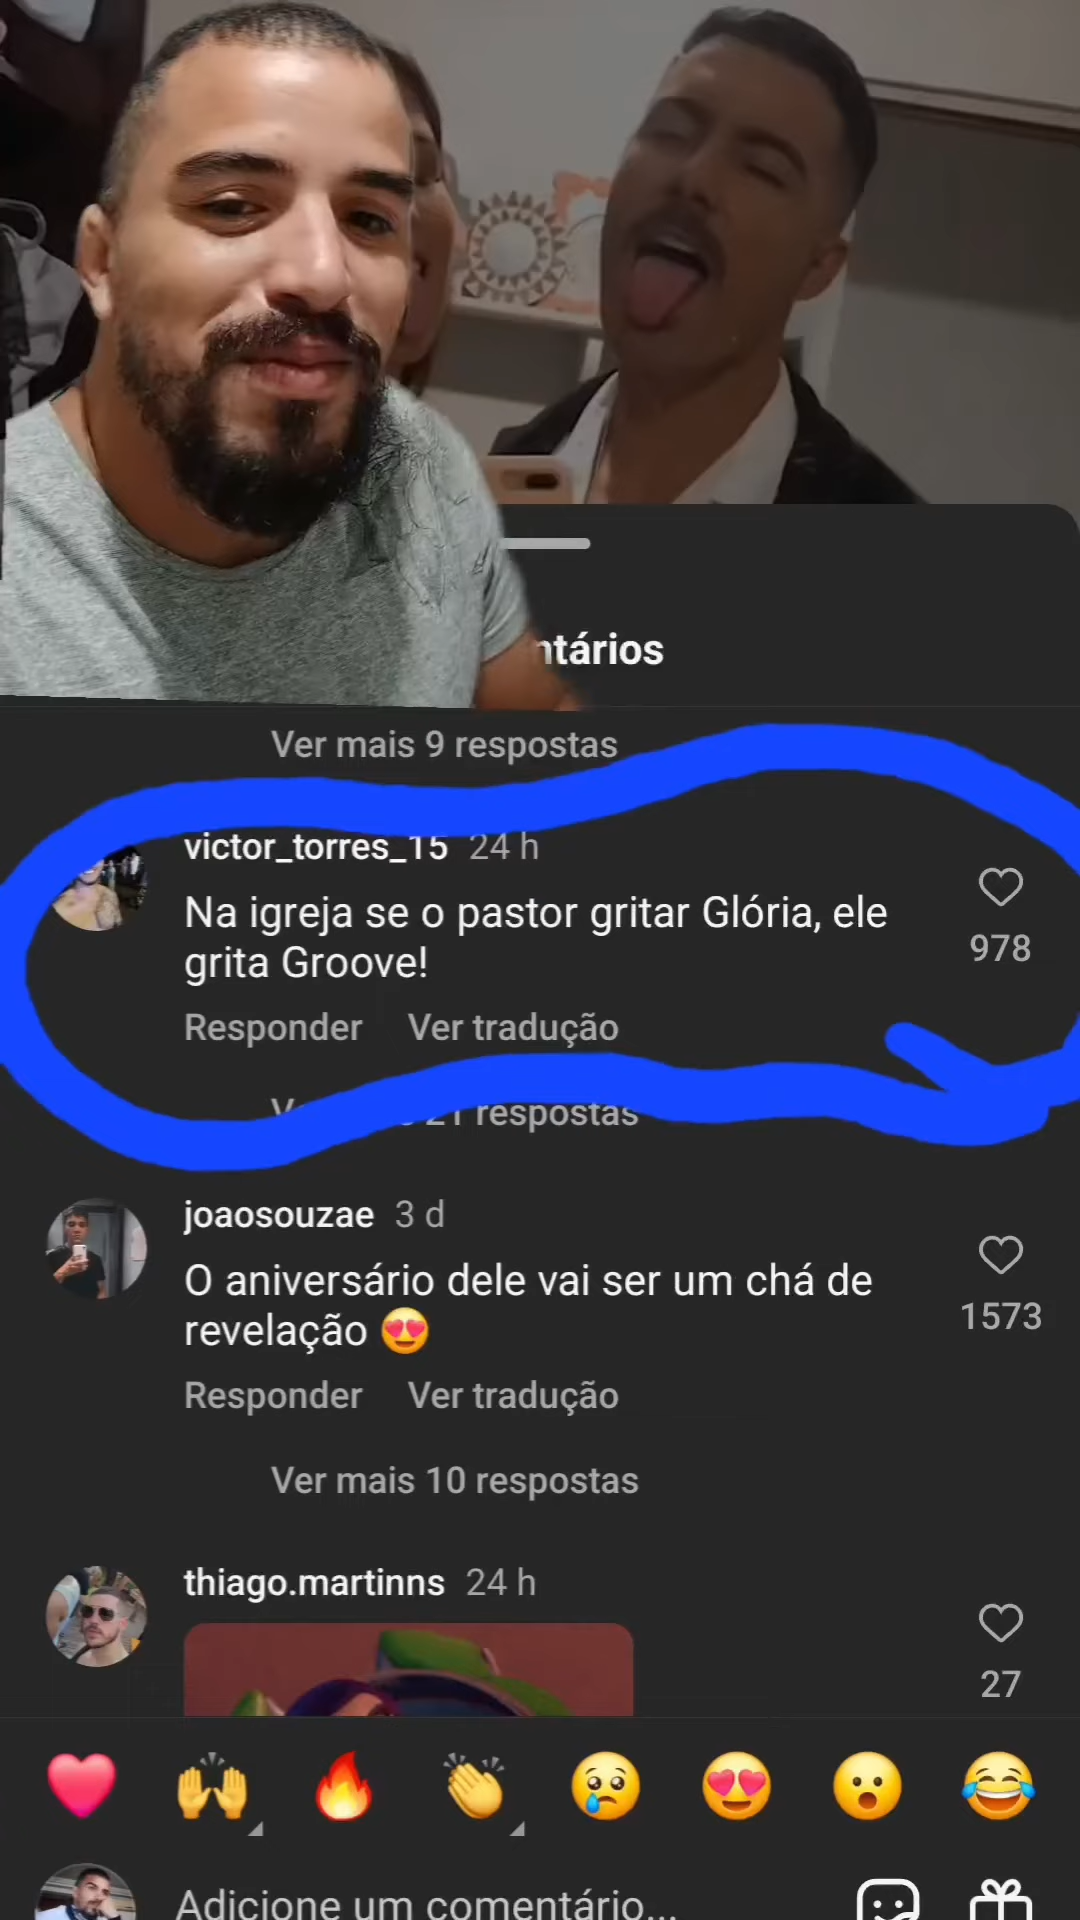 ntários
Ver mais 9 respostas
victor_torres_15 24 h
Na igreja se o pastor gritar Glória, ele
grita Groove!
978
Responder Ver tradução
21 respostas
joaosouzae 3 d
O aniversário dele vai ser um chá de
revelação 😍
1573
Responder Ver tradução
Ver mais 10 respostas
thiago.martinns 24 h
27
Adicione um comentário...